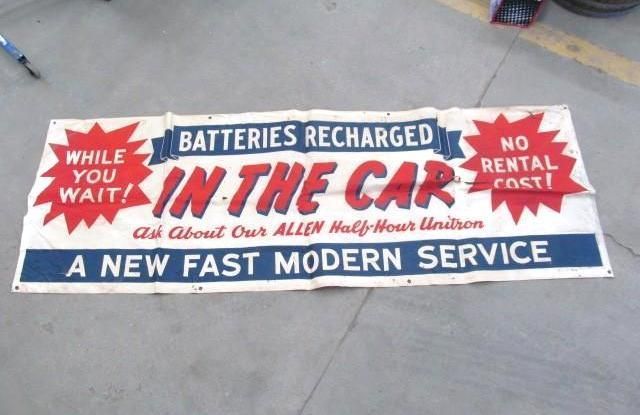 WHILE
YOU
WAIT!
BATTERIES RECHARGED
IN THE CAR
Ask About Our ALLEN Half-Hour Unitron
NO
RENTAL
COST!
A NEW FAST MODERN SERVICE